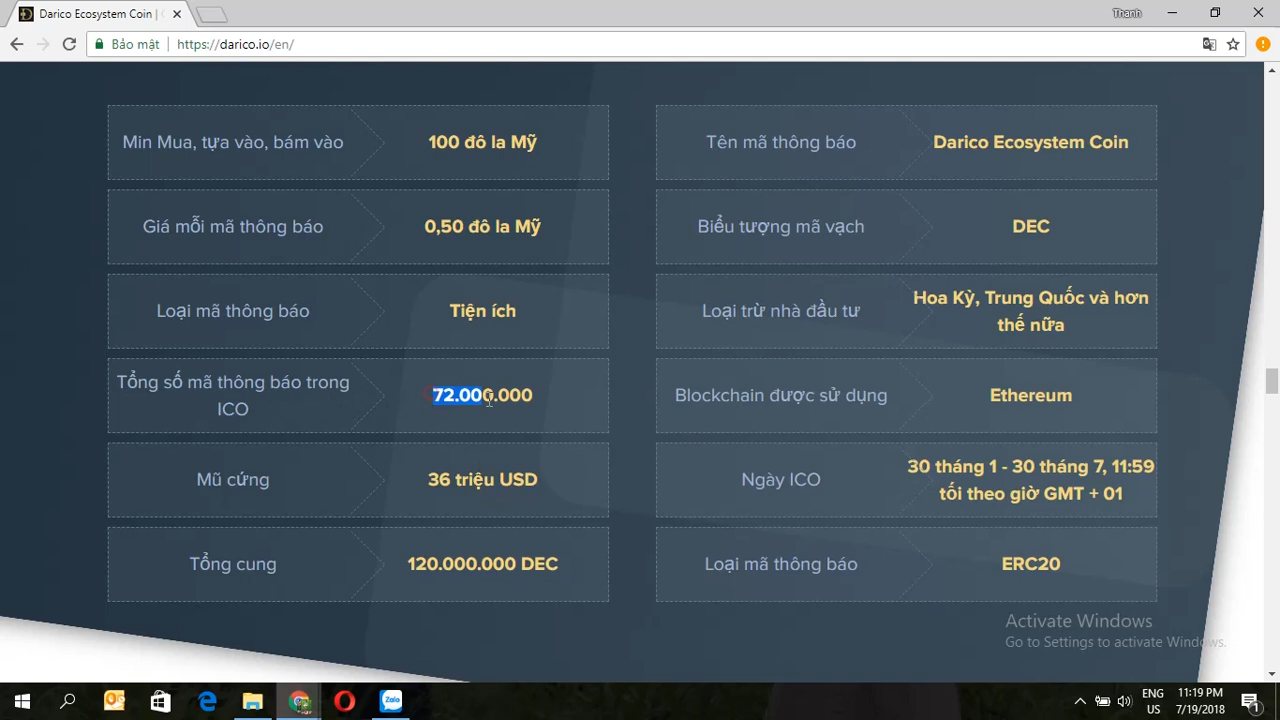 Darico Ecosystem Coin | (
Thanh
Bảo mật
https://darico.io/en/
Min Mua, tựa vào, bám vào
100 đô la Mỹ
Tên mã thông báo
Darico Ecosystem Coin
Giá mỗi mã thông báo
0,50 đô la Mỹ
Biểu tượng mã vạch
DEC
Loại mã thông báo
Tiện ích
Loại trừ nhà đầu tư
Hoa Kỳ, Trung Quốc và hơn
thế nữa
Tổng số mã thông báo trong
ICO
72.000.000
Blockchain được sử dụng
Ethereum
Mũ cứng
36 triệu USD
Ngày ICO
30 tháng 1 - 30 tháng 7, 11:59
tối theo giờ GMT + 01
Tổng cung
120.000.000 DEC
Loại mã thông báo
ERC20
Activate Windows
Go to Settings to activate Windows.
Zalo
ENG
US
11:19 PM
7/19/2018
1